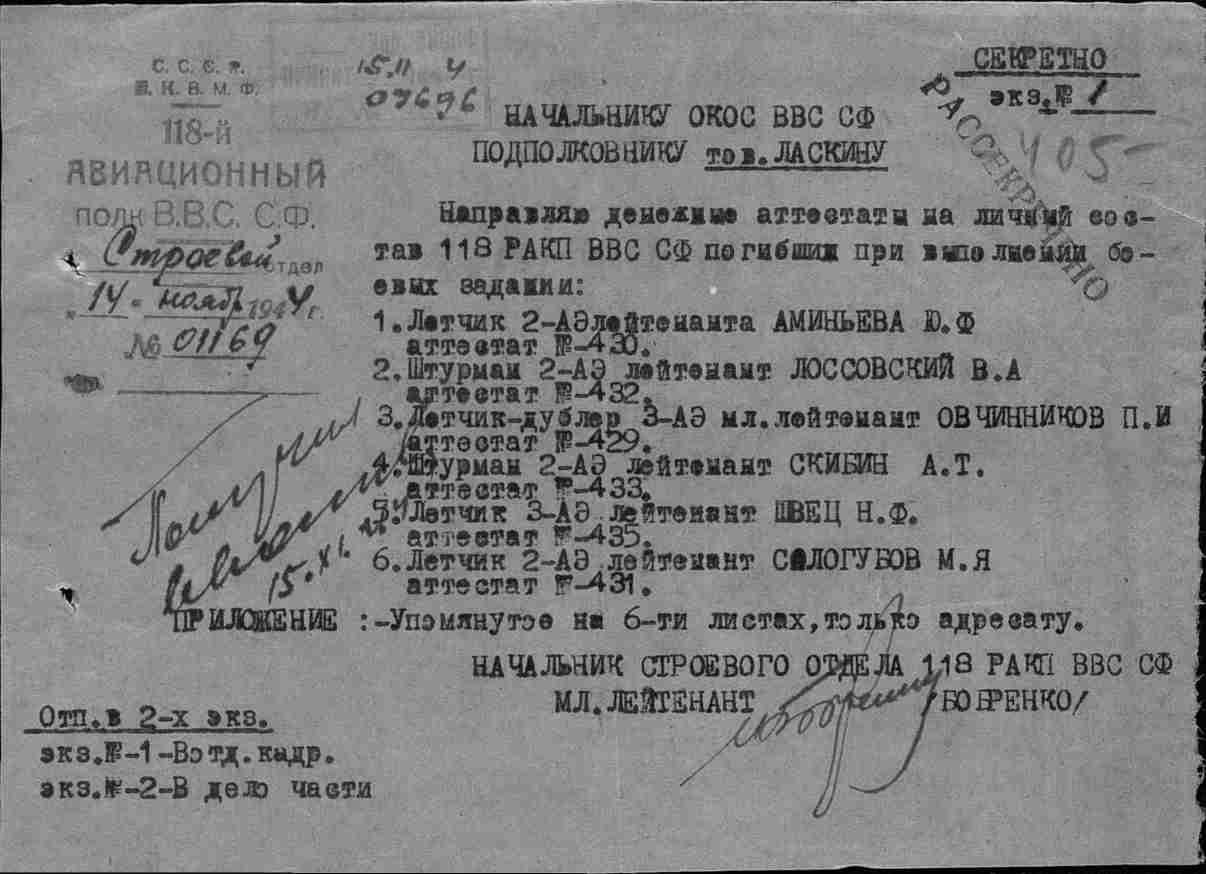 СЕКРЕТНО
экз.№ 1
РАССЕКРЕЧЕНО
405-
15.11 4
07696
С. С. С. Р.
Н. К. В. М. Ф.
118-й
АВИАЦИОННЫЙ
полк В.В.С. С.Ф.
Строевой отдел
"14" ноябр 1944 г.
№ 01169
НАЧАЛЬНИКУ ОКОС ВВС СФ
ПОДПОЛКОВНИКУ тов.ЛАСКИНУ
Направляю денежные аттестаты на личный сос-
тав 118 РАКП ВВС СФ погибших при выполнении бо-
евых задании:
1.Летчик 2-АЭлейтенанта АМИНЬЕВА Ю.Ф
аттестат №-430.
2.Штурман 2-АЭ лейтенант ЛОССОВСКИЙ В.А
аттестат №-432.
3.Летчик-дублер 3-АЭ мл.лейтенант ОВЧИННИКОВ П.И
аттестат №-429.
4.Штурман 2-АЭ лейтенант СКИБИН А.Т.
аттестат №-433.
5.Летчик 3-АЭ лейтенант ШВЕЦ Н.Ф.
аттестат №-435.
6.Летчик 2-АЭ лейтенант САЛОГУБОВ М.Я
аттестат №-431.
Получил
15.XI.44
ПРИЛОЖЕНИЕ :-Упомянутое на 6-ти листах,только адресату.
НАЧАЛЬНИК СТРОЕВОГО ОТДЕЛА 118 РАКП ВВС СФ
МЛ.ЛЕЙТЕНАНТ /БОБРЕНКО/
Отп.в 2-х экз.
экз.№-1-Вотд.кадр.
экз.№-2-В дело части